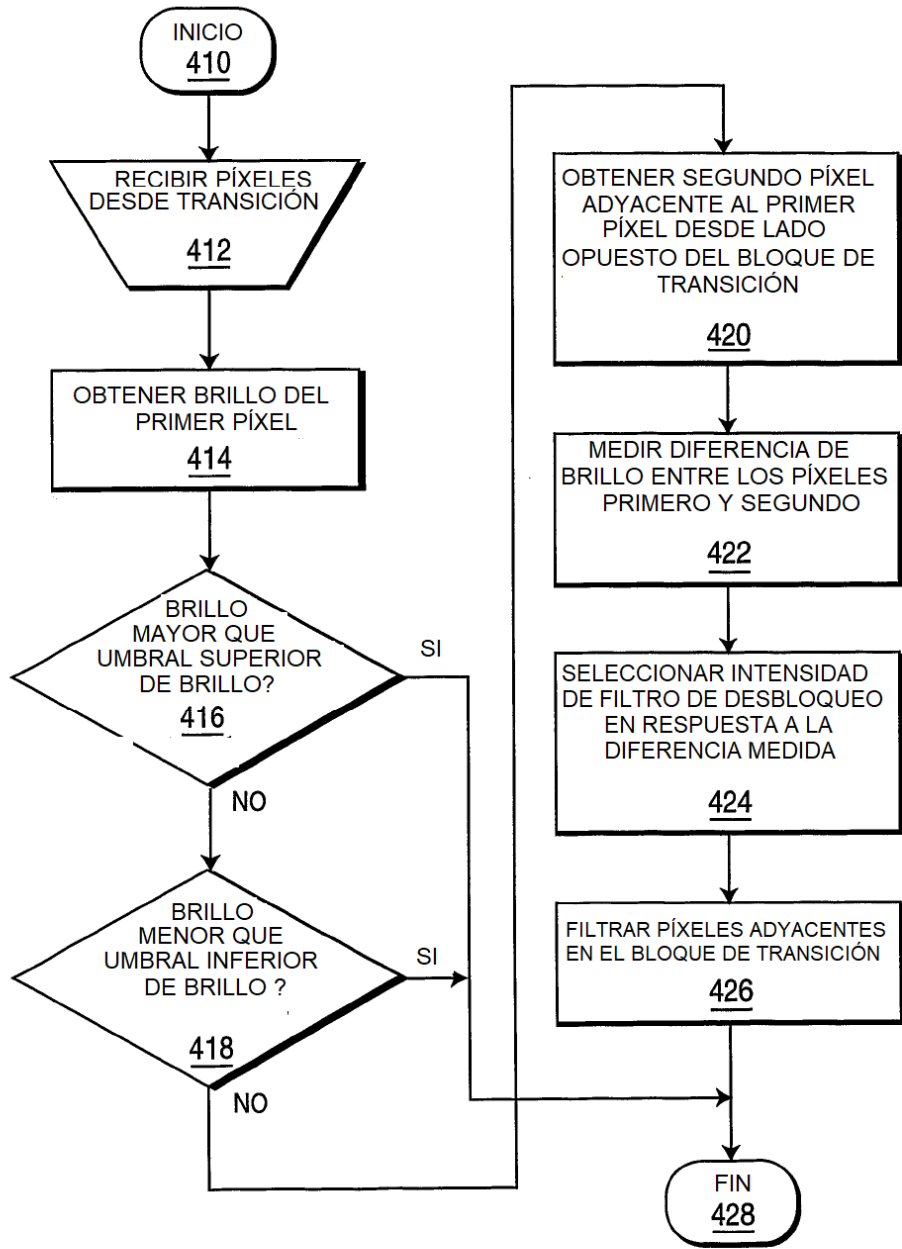 INICIO
410
RECIBIR PÍXELES
DESDE TRANSICIÓN
412
OBTENER BRILLO DEL
PRIMER PÍXEL
414
BRILLO
MAYOR QUE
UMBRAL SUPERIOR
DE BRILLO?
416
SI
NO
BRILLO
MENOR QUE
UMBRAL INFERIOR
DE BRILLO ?
418
SI
NO
OBTENER SEGUNDO PÍXEL
ADYACENTE AL PRIMER
PÍXEL DESDE LADO
OPUESTO DEL BLOQUE DE
TRANSICIÓN
420
MEDIR DIFERENCIA DE
BRILLO ENTRE LOS PÍXELES
PRIMERO Y SEGUNDO
422
SELECCIONAR INTENSIDAD
DE FILTRO DE DESBLOQUEO
EN RESPUESTA A LA
DIFERENCIA MEDIDA
424
FILTRAR PÍXELES ADYACENTES
EN EL BLOQUE DE TRANSICIÓN
426
FIN
428